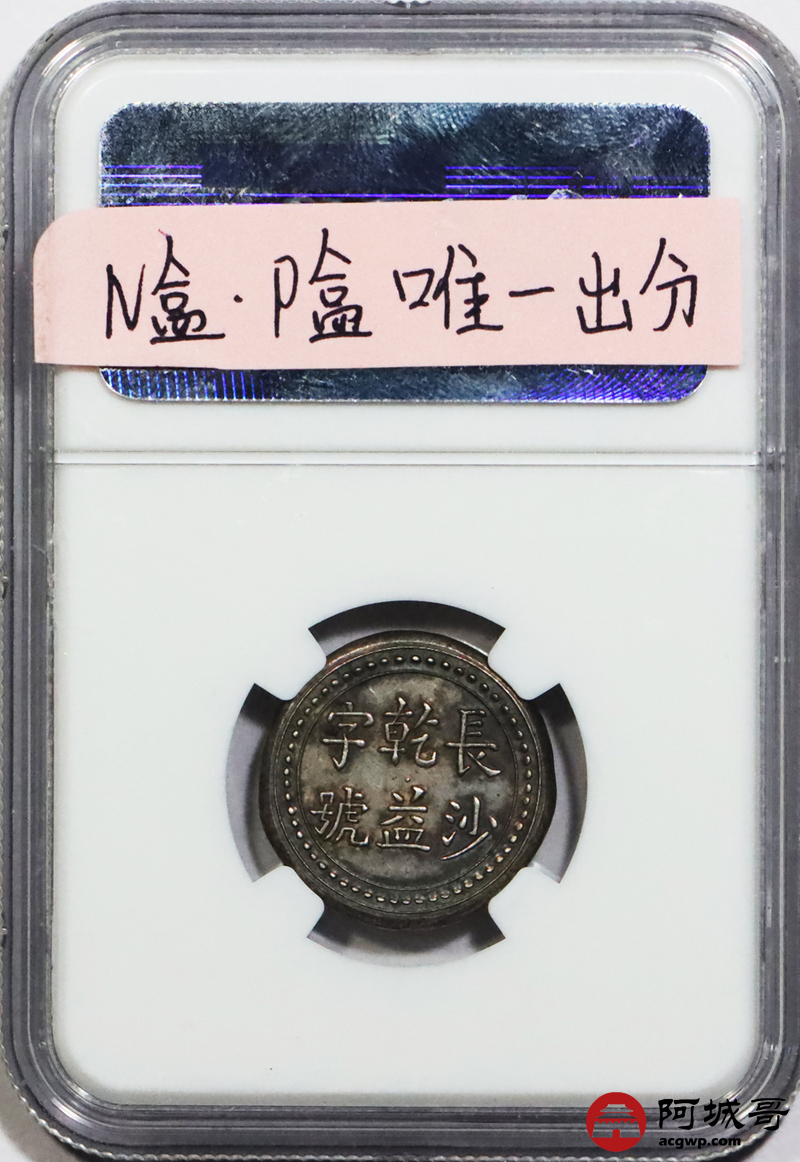 N盒·P盒唯一出分
長沙
乾益
字號
阿城哥
acgwp.com